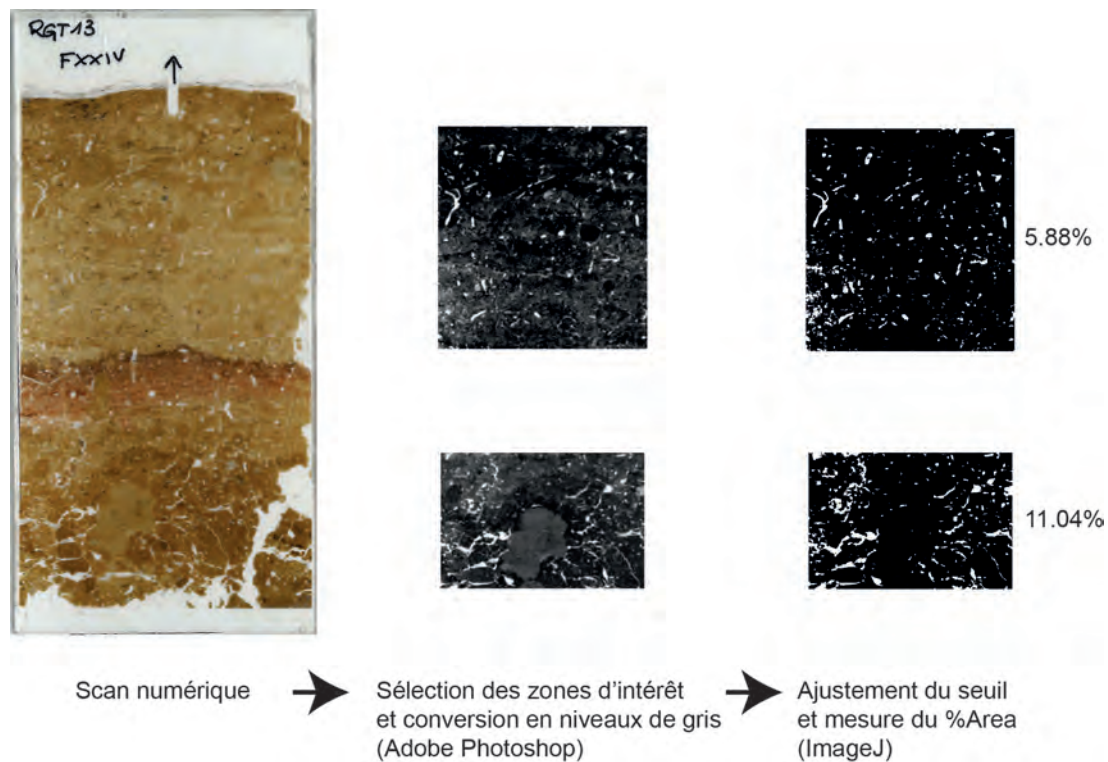 RGT13
FXXIV
5.88%
11.04%
Scan numérique
Sélection des zones d'intérêt
et conversion en niveaux de gris
(Adobe Photoshop)
Ajustement du seuil
et mesure du %Area
(ImageJ)